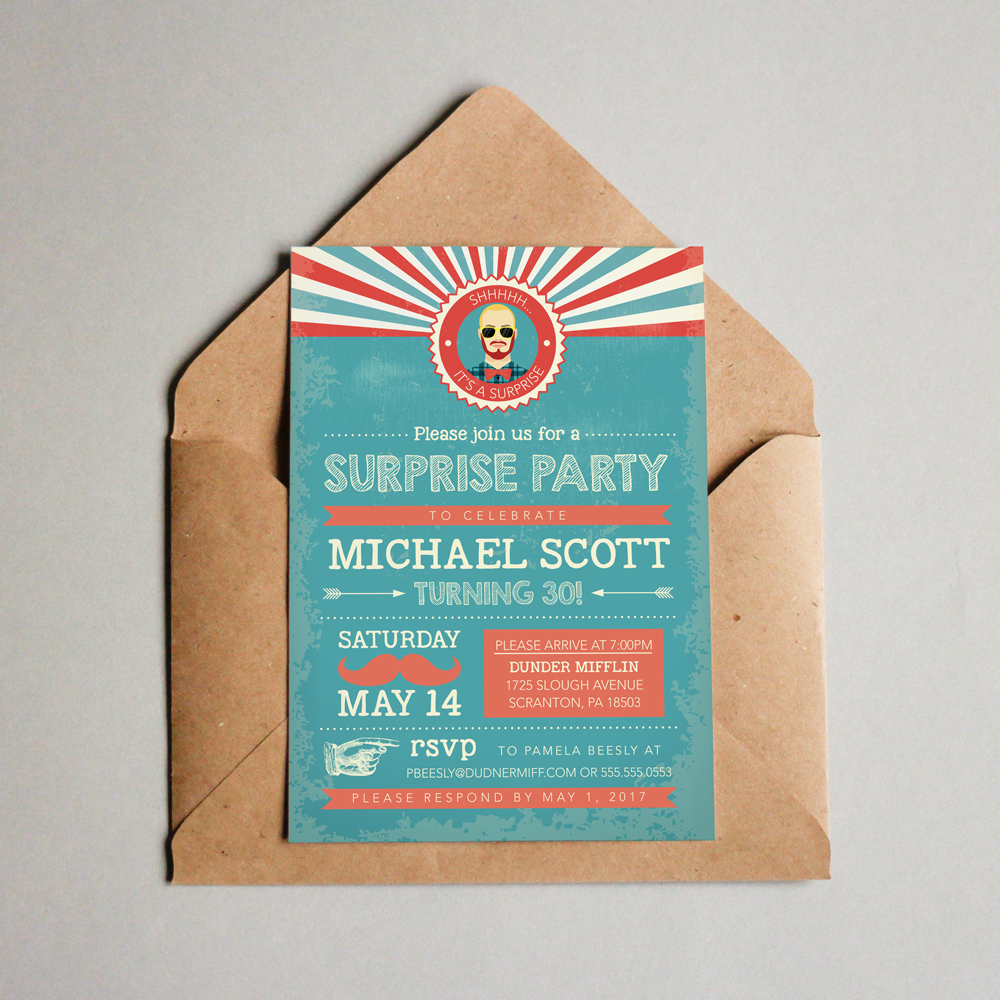 SHHHHH...
IT'S A SURPRISE
Please join us for a
SURPRISE PARTY
TO CELEBRATE
MICHAEL SCOTT
TURNING 30!
SATURDAY
MAY 14
PLEASE ARRIVE AT 7:00PM
DUNDER MIFFLIN
1725 SLOUGH AVENUE
SCRANTON, PA 18503
rsvp TO PAMELA BEESLY AT
PBEESLY@DUDNERMIFF.COM OR 555.555.0553
PLEASE RESPOND BY MAY 1, 2017